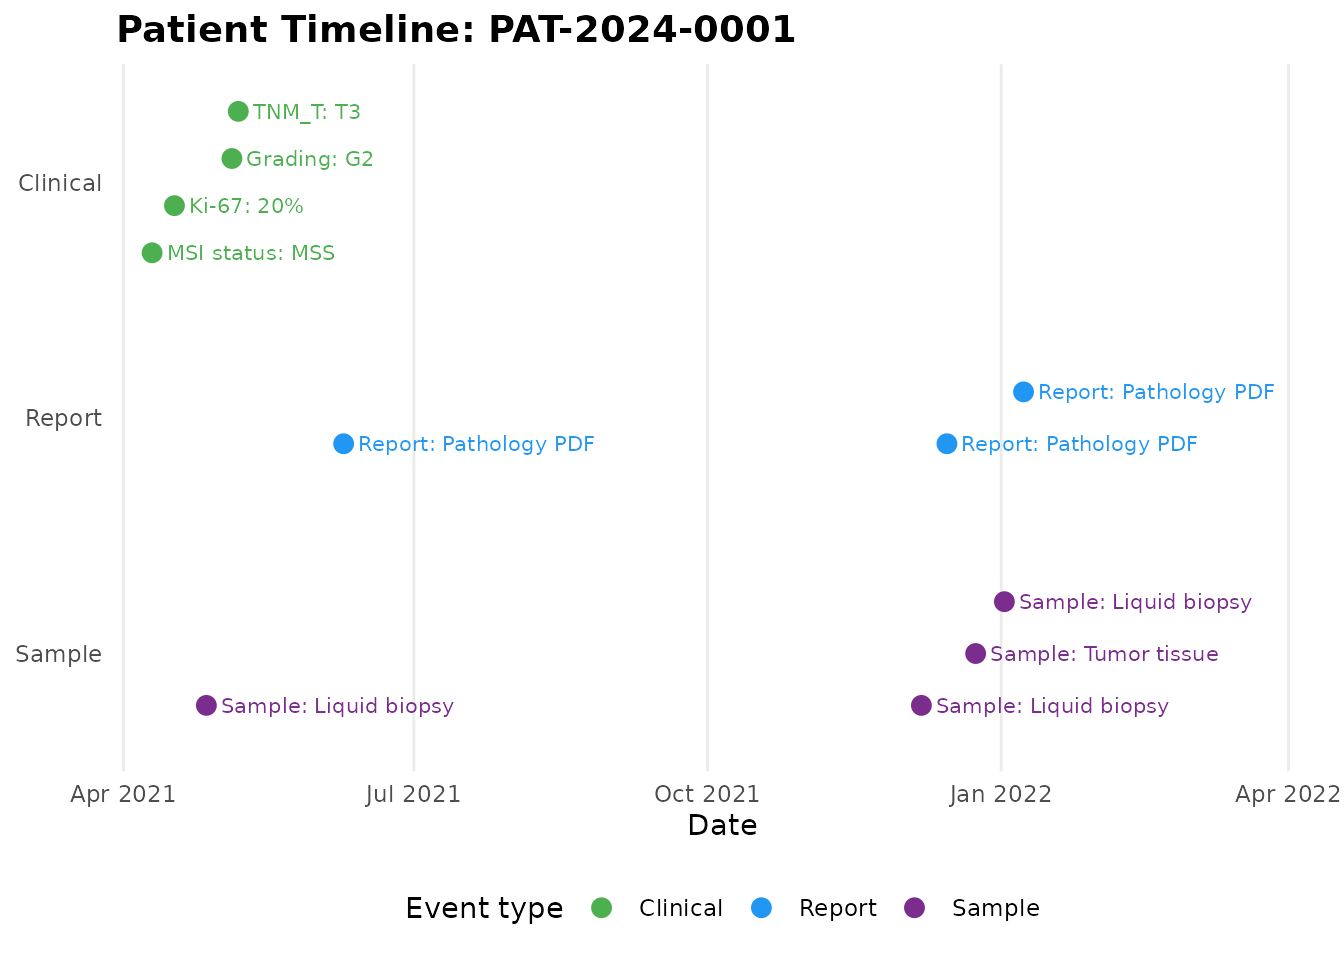 Patient Timeline: PAT-2024-0001
TNM_T: T3
Grading: G2
Clinical
Ki-67: 20%
MSI status: MSS
Report: Pathology PDF
Report
Report: Pathology PDF
Report: Pathology PDF
Sample: Liquid biopsy
Sample
Sample: Tumor tissue
Sample: Liquid biopsy
Sample: Liquid biopsy
Apr 2021
Jul 2021
Oct 2021
Jan 2022
Apr 2022
Date
Event type
Clinical
Report
Sample